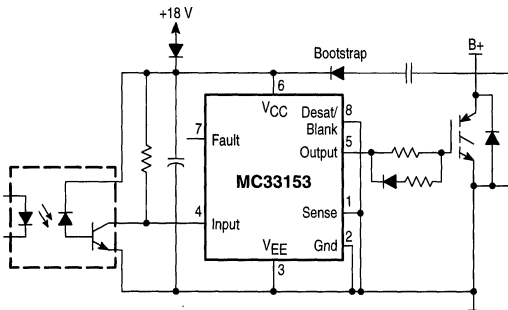 +18 V
B+
Bootstrap
6
VCC
Desat/
Blank
8
7
Fault
5
Output
MC33153
4
Input
1
Sense
VEE
Gnd
2
3